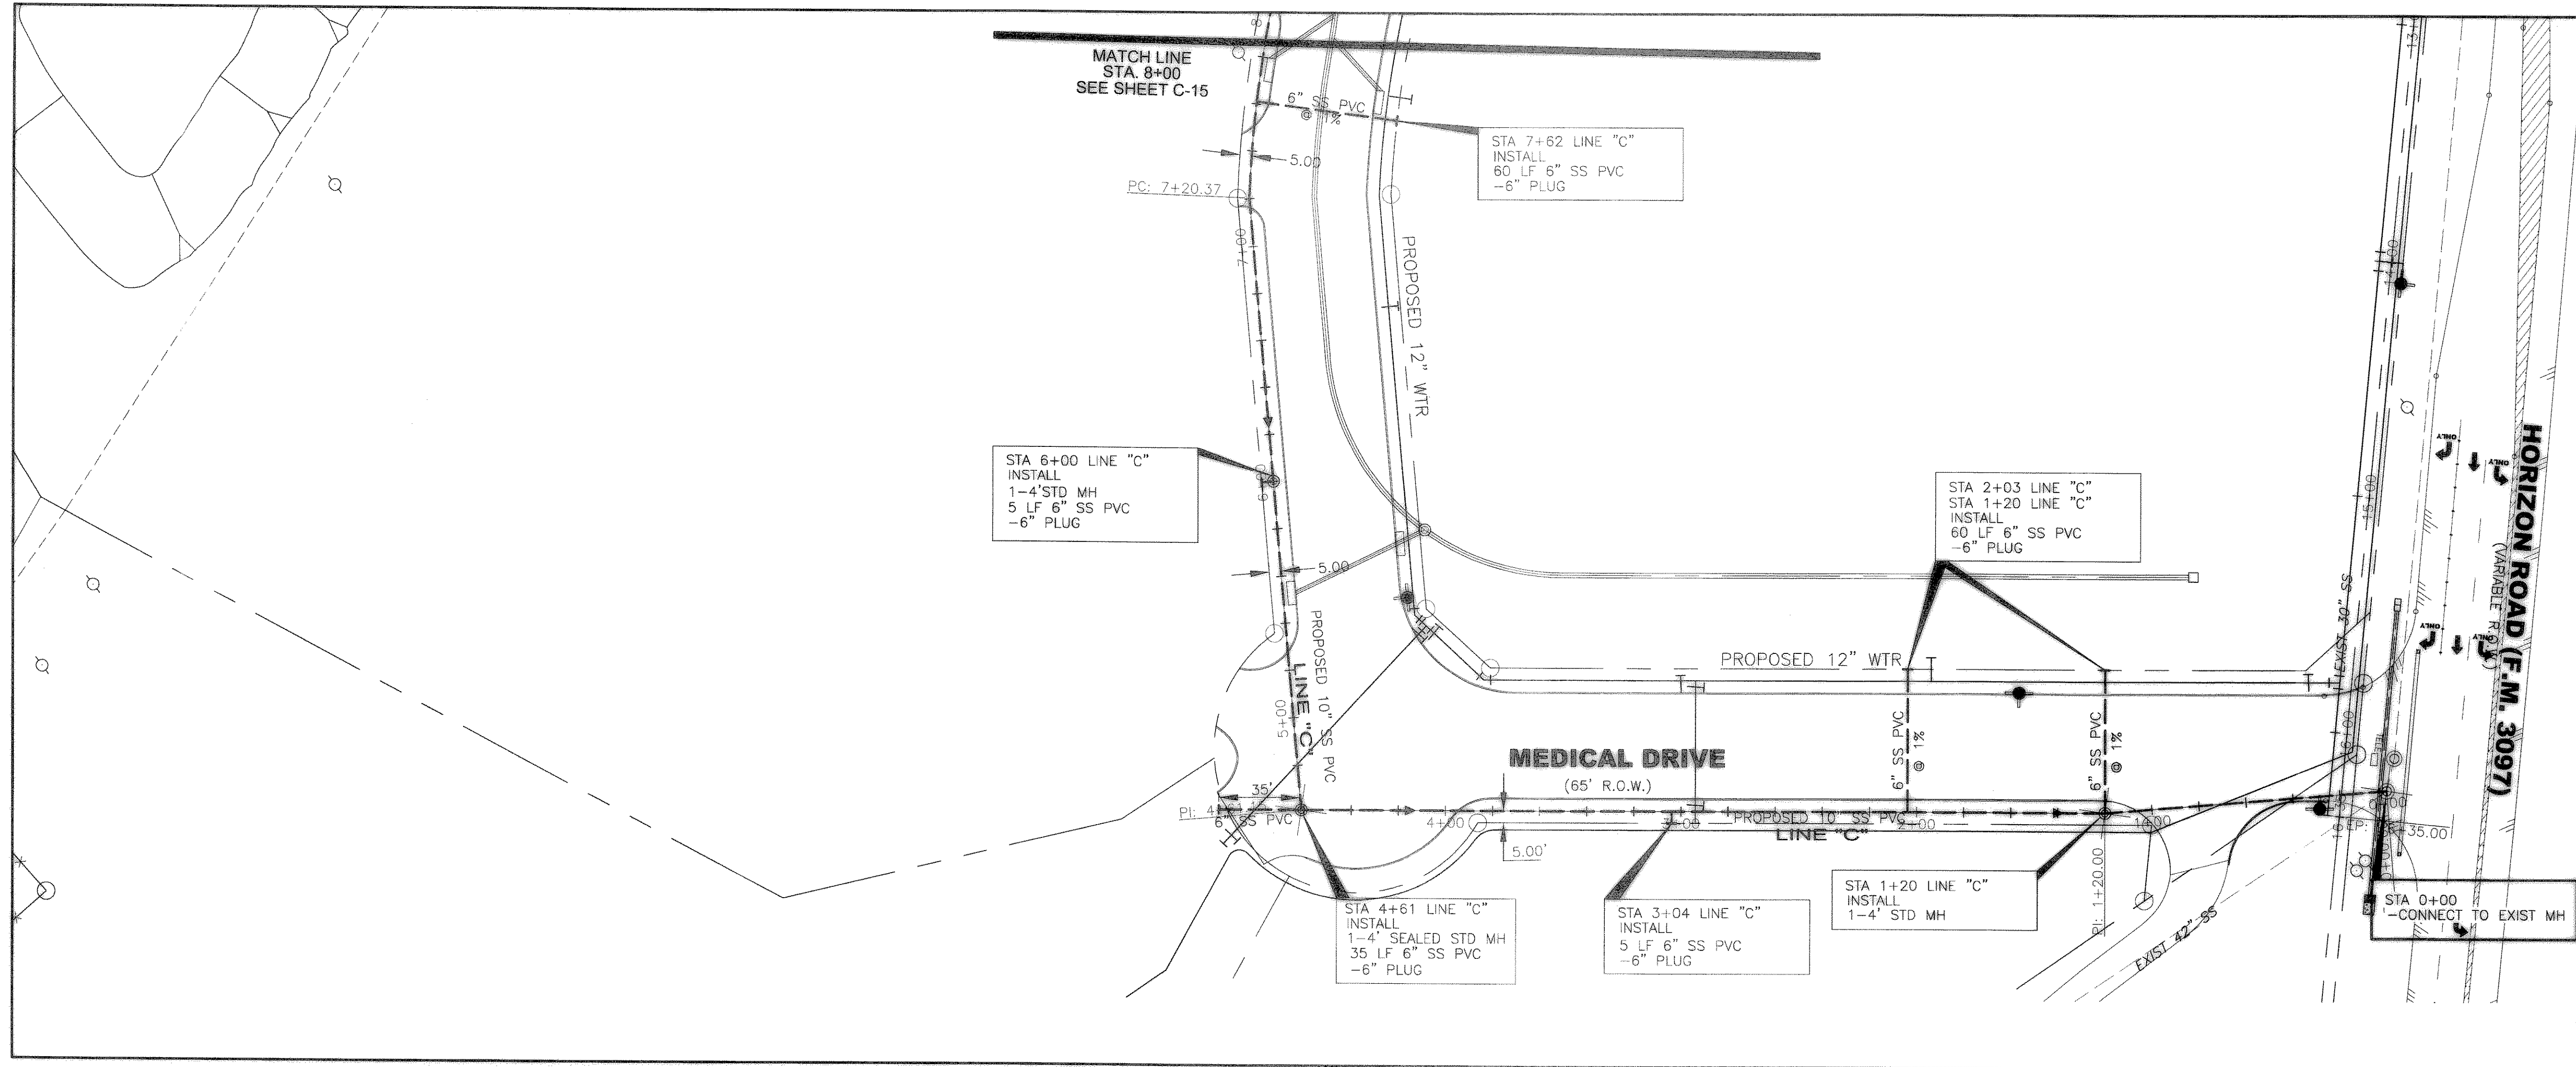 MATCH LINE
STA. 8+00
SEE SHEET C-15
6" SS PVC
@ 1%
STA 7+62 LINE "C"
INSTALL
60 LF 6" SS PVC
-6" PLUG
5.00
PC: 7+20.37
7+00
PROPOSED 12" WTR
STA 6+00 LINE "C"
INSTALL
1-4'STD MH
5 LF 6" SS PVC
-6" PLUG
6+00
5.00
PROPOSED 10" SS PVC
LINE "C"
5+00
STA 2+03 LINE "C"
STA 1+20 LINE "C"
INSTALL
60 LF 6" SS PVC
-6" PLUG
PROPOSED 12" WTR
6" SS PVC
@ 1%
6" SS PVC
@ 1%
MEDICAL DRIVE
(65' R.O.W.)
35'
6" SS PVC
4+00
3+00
PROPOSED 10" SS PVC
2+00
1+00
LINE "C"
5.00'
PI: 1+20.00
STA 4+61 LINE "C"
INSTALL
1-4' SEALED STD MH
35 LF 6" SS PVC
-6" PLUG
STA 3+04 LINE "C"
INSTALL
5 LF 6" SS PVC
-6" PLUG
STA 1+20 LINE "C"
INSTALL
1-4' STD MH
STA 0+00
-CONNECT TO EXIST MH
EXIST 42" SS
EXIST 30" SS
15+00
16+00
HORIZON ROAD (F.M. 3097)
(VARIABLE R.O.W.)
ONLY
ONLY
ONLY
ONLY